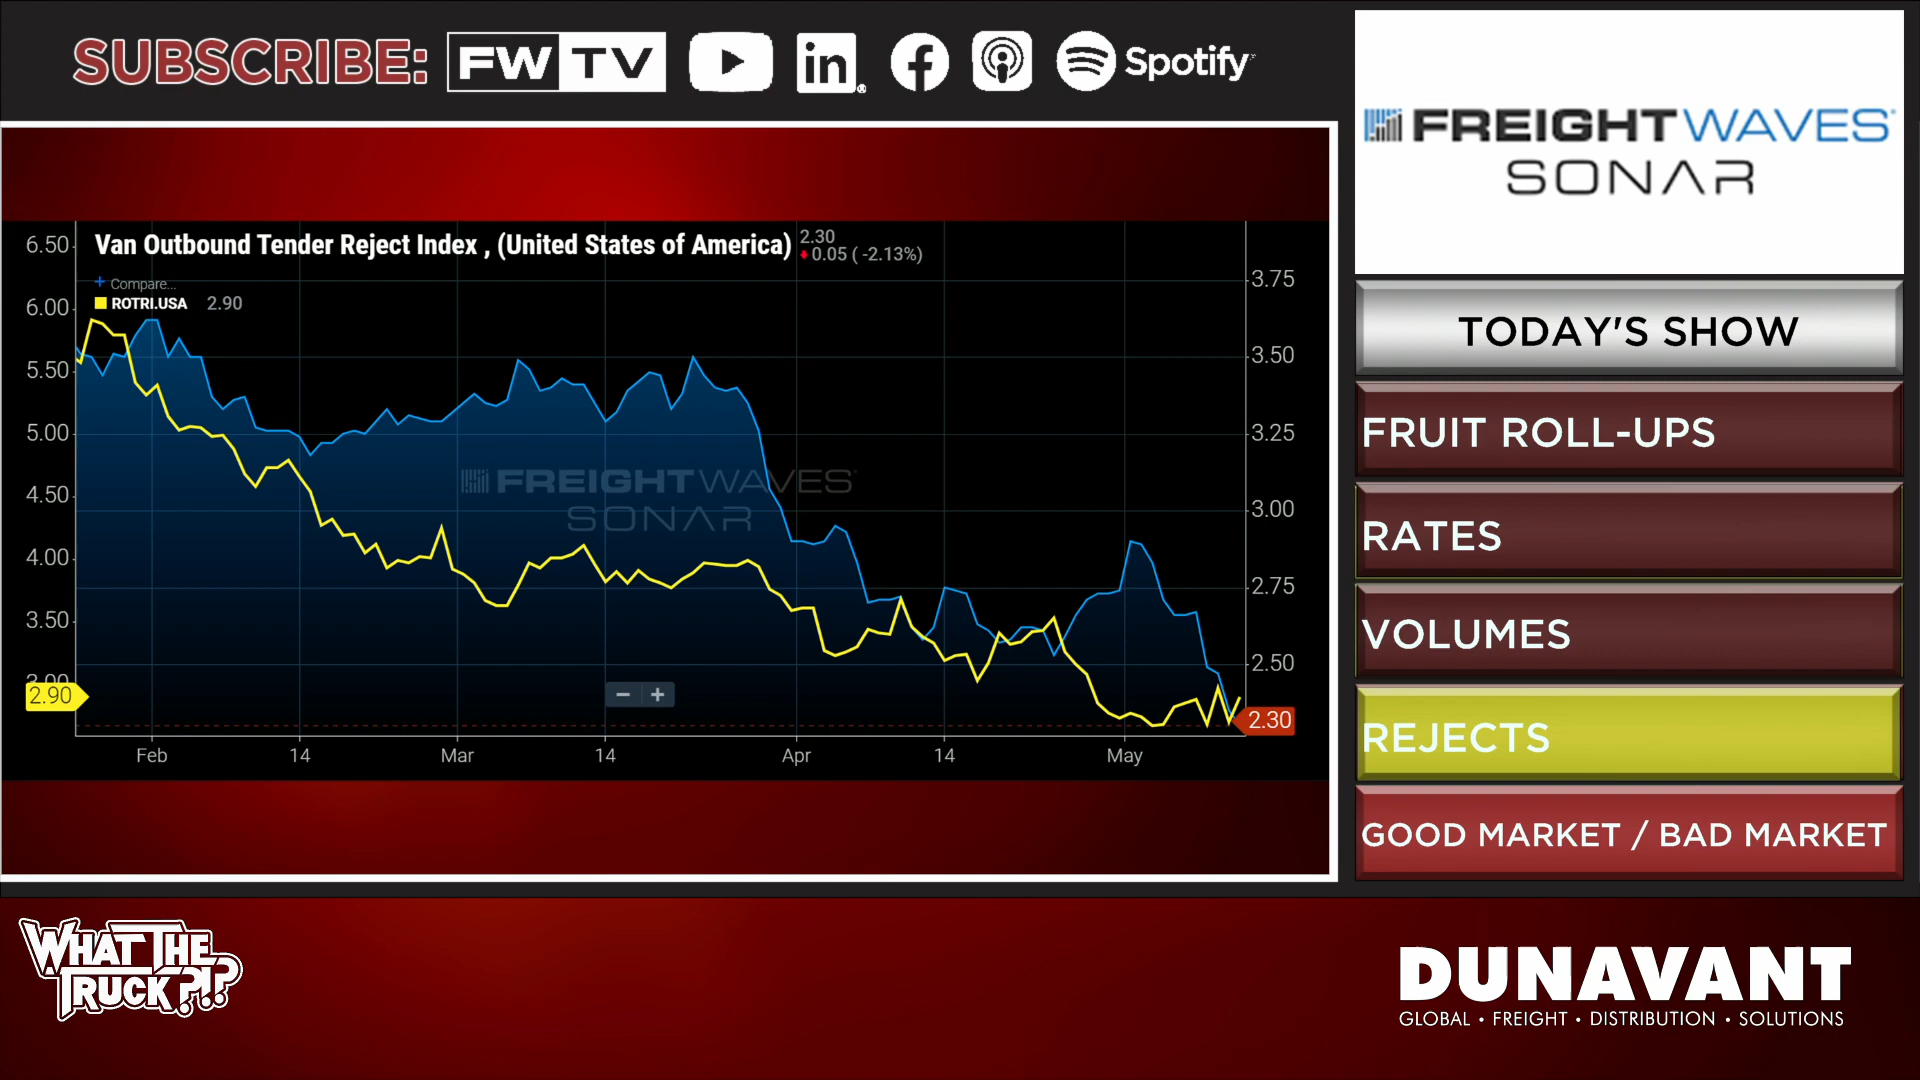 SUBSCRIBE: FW TV in Spotify
FREIGHTWAVES
SONAR
Van Outbound Tender Reject Index , (United States of America) 2.30
0.05 ( -2.13%)
+ Compare...
ROTRI.USA 2.90
6.50
6.00
5.50
5.00
4.50
4.00
3.50
3.00
2.90
3.75
3.50
3.25
3.00
2.75
2.50
2.30
FREIGHTWAVES
SONAR
− +
Feb 14 Mar 14 Apr 14 May
TODAY'S SHOW
FRUIT ROLL-UPS
RATES
VOLUMES
REJECTS
GOOD MARKET / BAD MARKET
WHAT THE
TRUCK?!?
DUNAVANT
GLOBAL • FREIGHT • DISTRIBUTION • SOLUTIONS